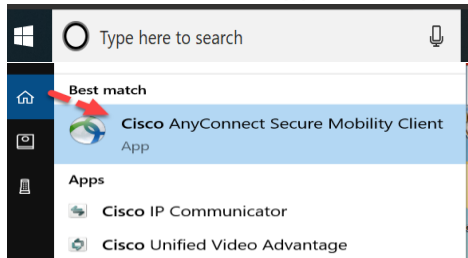 Type here to search
Best match
Cisco AnyConnect Secure Mobility Client
App
Apps
Cisco IP Communicator
Cisco Unified Video Advantage